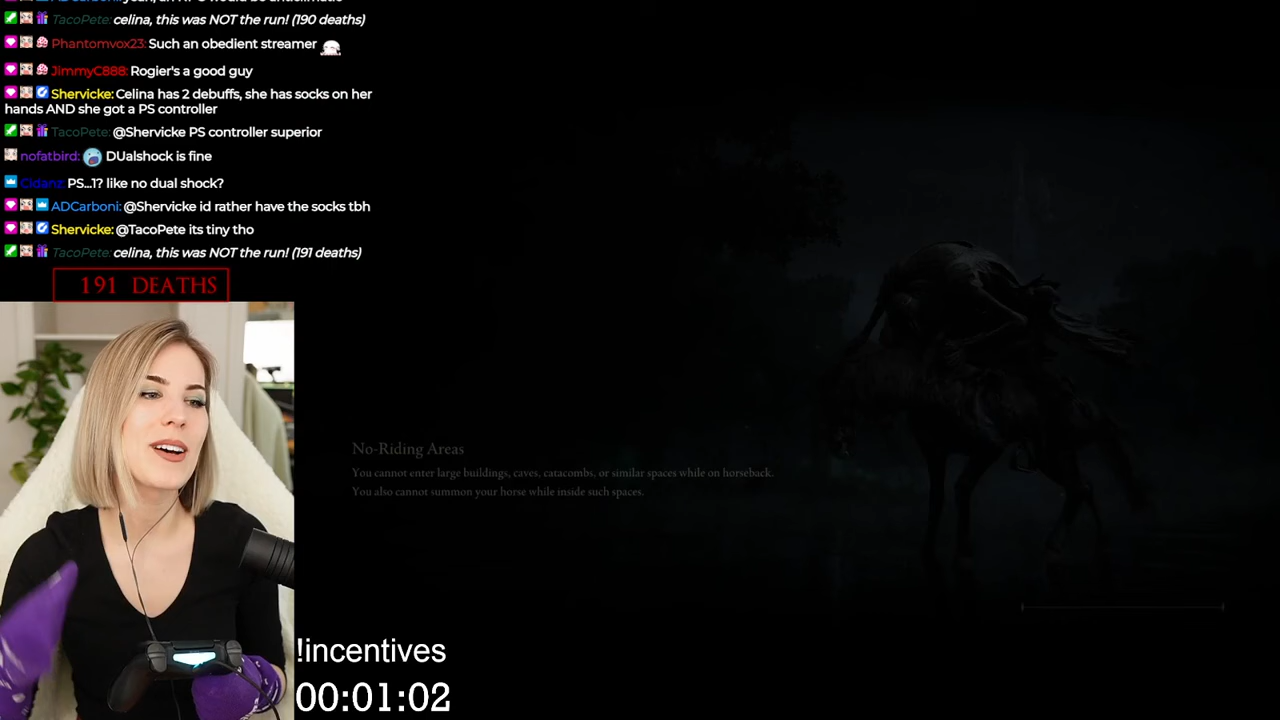 TacoPete: celina, this was NOT the run! (190 deaths)
Phantomvox23: Such an obedient streamer
JimmyC888: Rogier's a good guy
Shervicke: Celina has 2 debuffs, she has socks on her
hands AND she got a PS controller
TacoPete: @Shervicke PS controller superior
nofatbird: DUalshock is fine
Cidanz: PS...1? like no dual shock?
ADCarboni: @Shervicke id rather have the socks tbh
Shervicke: @TacoPete its tiny tho
TacoPete: celina, this was NOT the run! (191 deaths)
191 DEATHS
No-Riding Areas
You cannot enter large buildings, caves, catacombs, or similar spaces while on horseback.
You also cannot summon your horse while inside such spaces.
!incentives
00:01:02